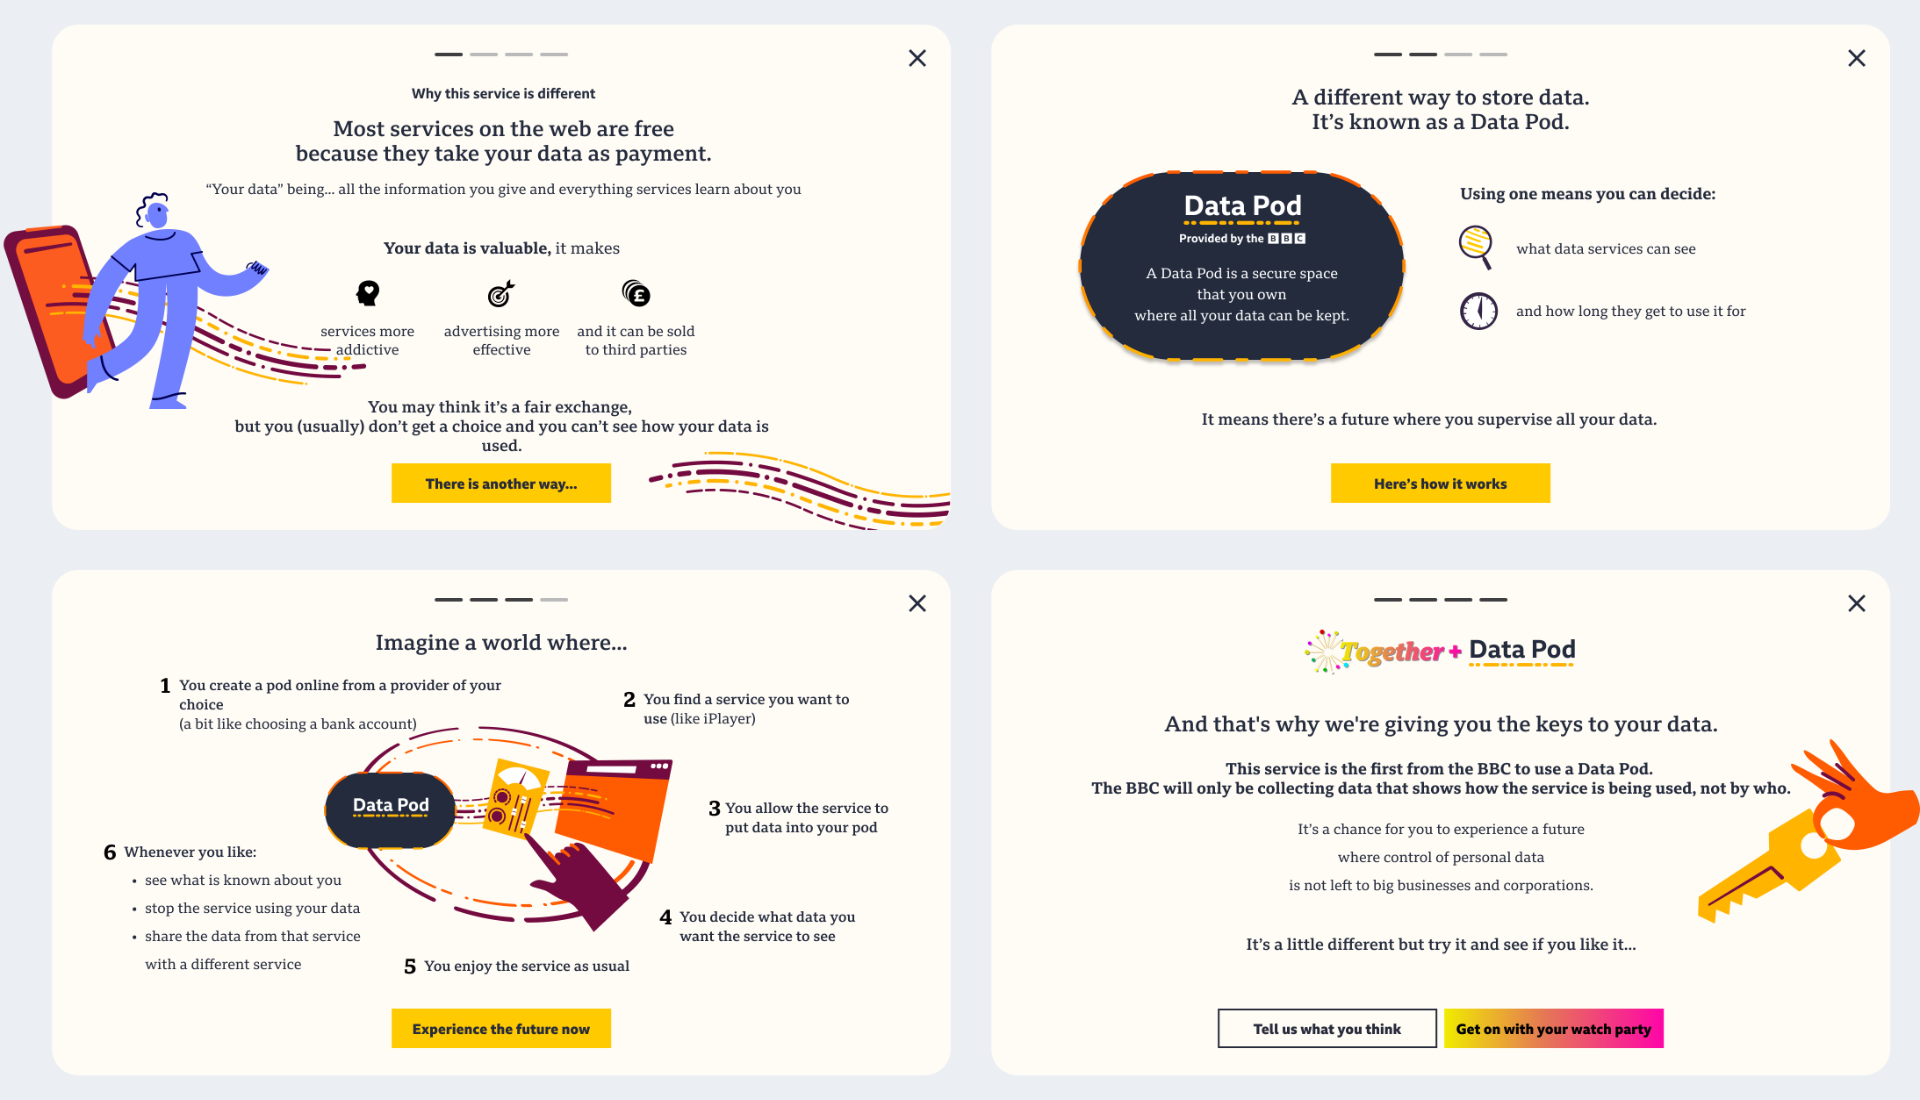 Why this service is different
Most services on the web are free
because they take your data as payment.
“Your data” being... all the information you give and everything services learn about you
Your data is valuable, it makes
services more
addictive
advertising more
effective
and it can be sold
to third parties
You may think it’s a fair exchange,
but you (usually) don’t get a choice and you can’t see how your data is
used.
There is another way...
A different way to store data.
It’s known as a Data Pod.
Data Pod
Provided by the BBC
A Data Pod is a secure space
that you own
where all your data can be kept.
Using one means you can decide:
what data services can see
and how long they get to use it for
It means there’s a future where you supervise all your data.
Here’s how it works
Imagine a world where...
1 You create a pod online from a provider of your
choice
(a bit like choosing a bank account)
2 You find a service you want to
use (like iPlayer)
Data Pod
3 You allow the service to
put data into your pod
4 You decide what data you
want the service to see
5 You enjoy the service as usual
6 Whenever you like:
• see what is known about you
• stop the service using your data
• share the data from that service
with a different service
Experience the future now
Together + Data Pod
And that's why we're giving you the keys to your data.
This service is the first from the BBC to use a Data Pod.
The BBC will only be collecting data that shows how the service is being used, not by who.
It’s a chance for you to experience a future
where control of personal data
is not left to big businesses and corporations.
It’s a little different but try it and see if you like it...
Tell us what you think
Get on with your watch party